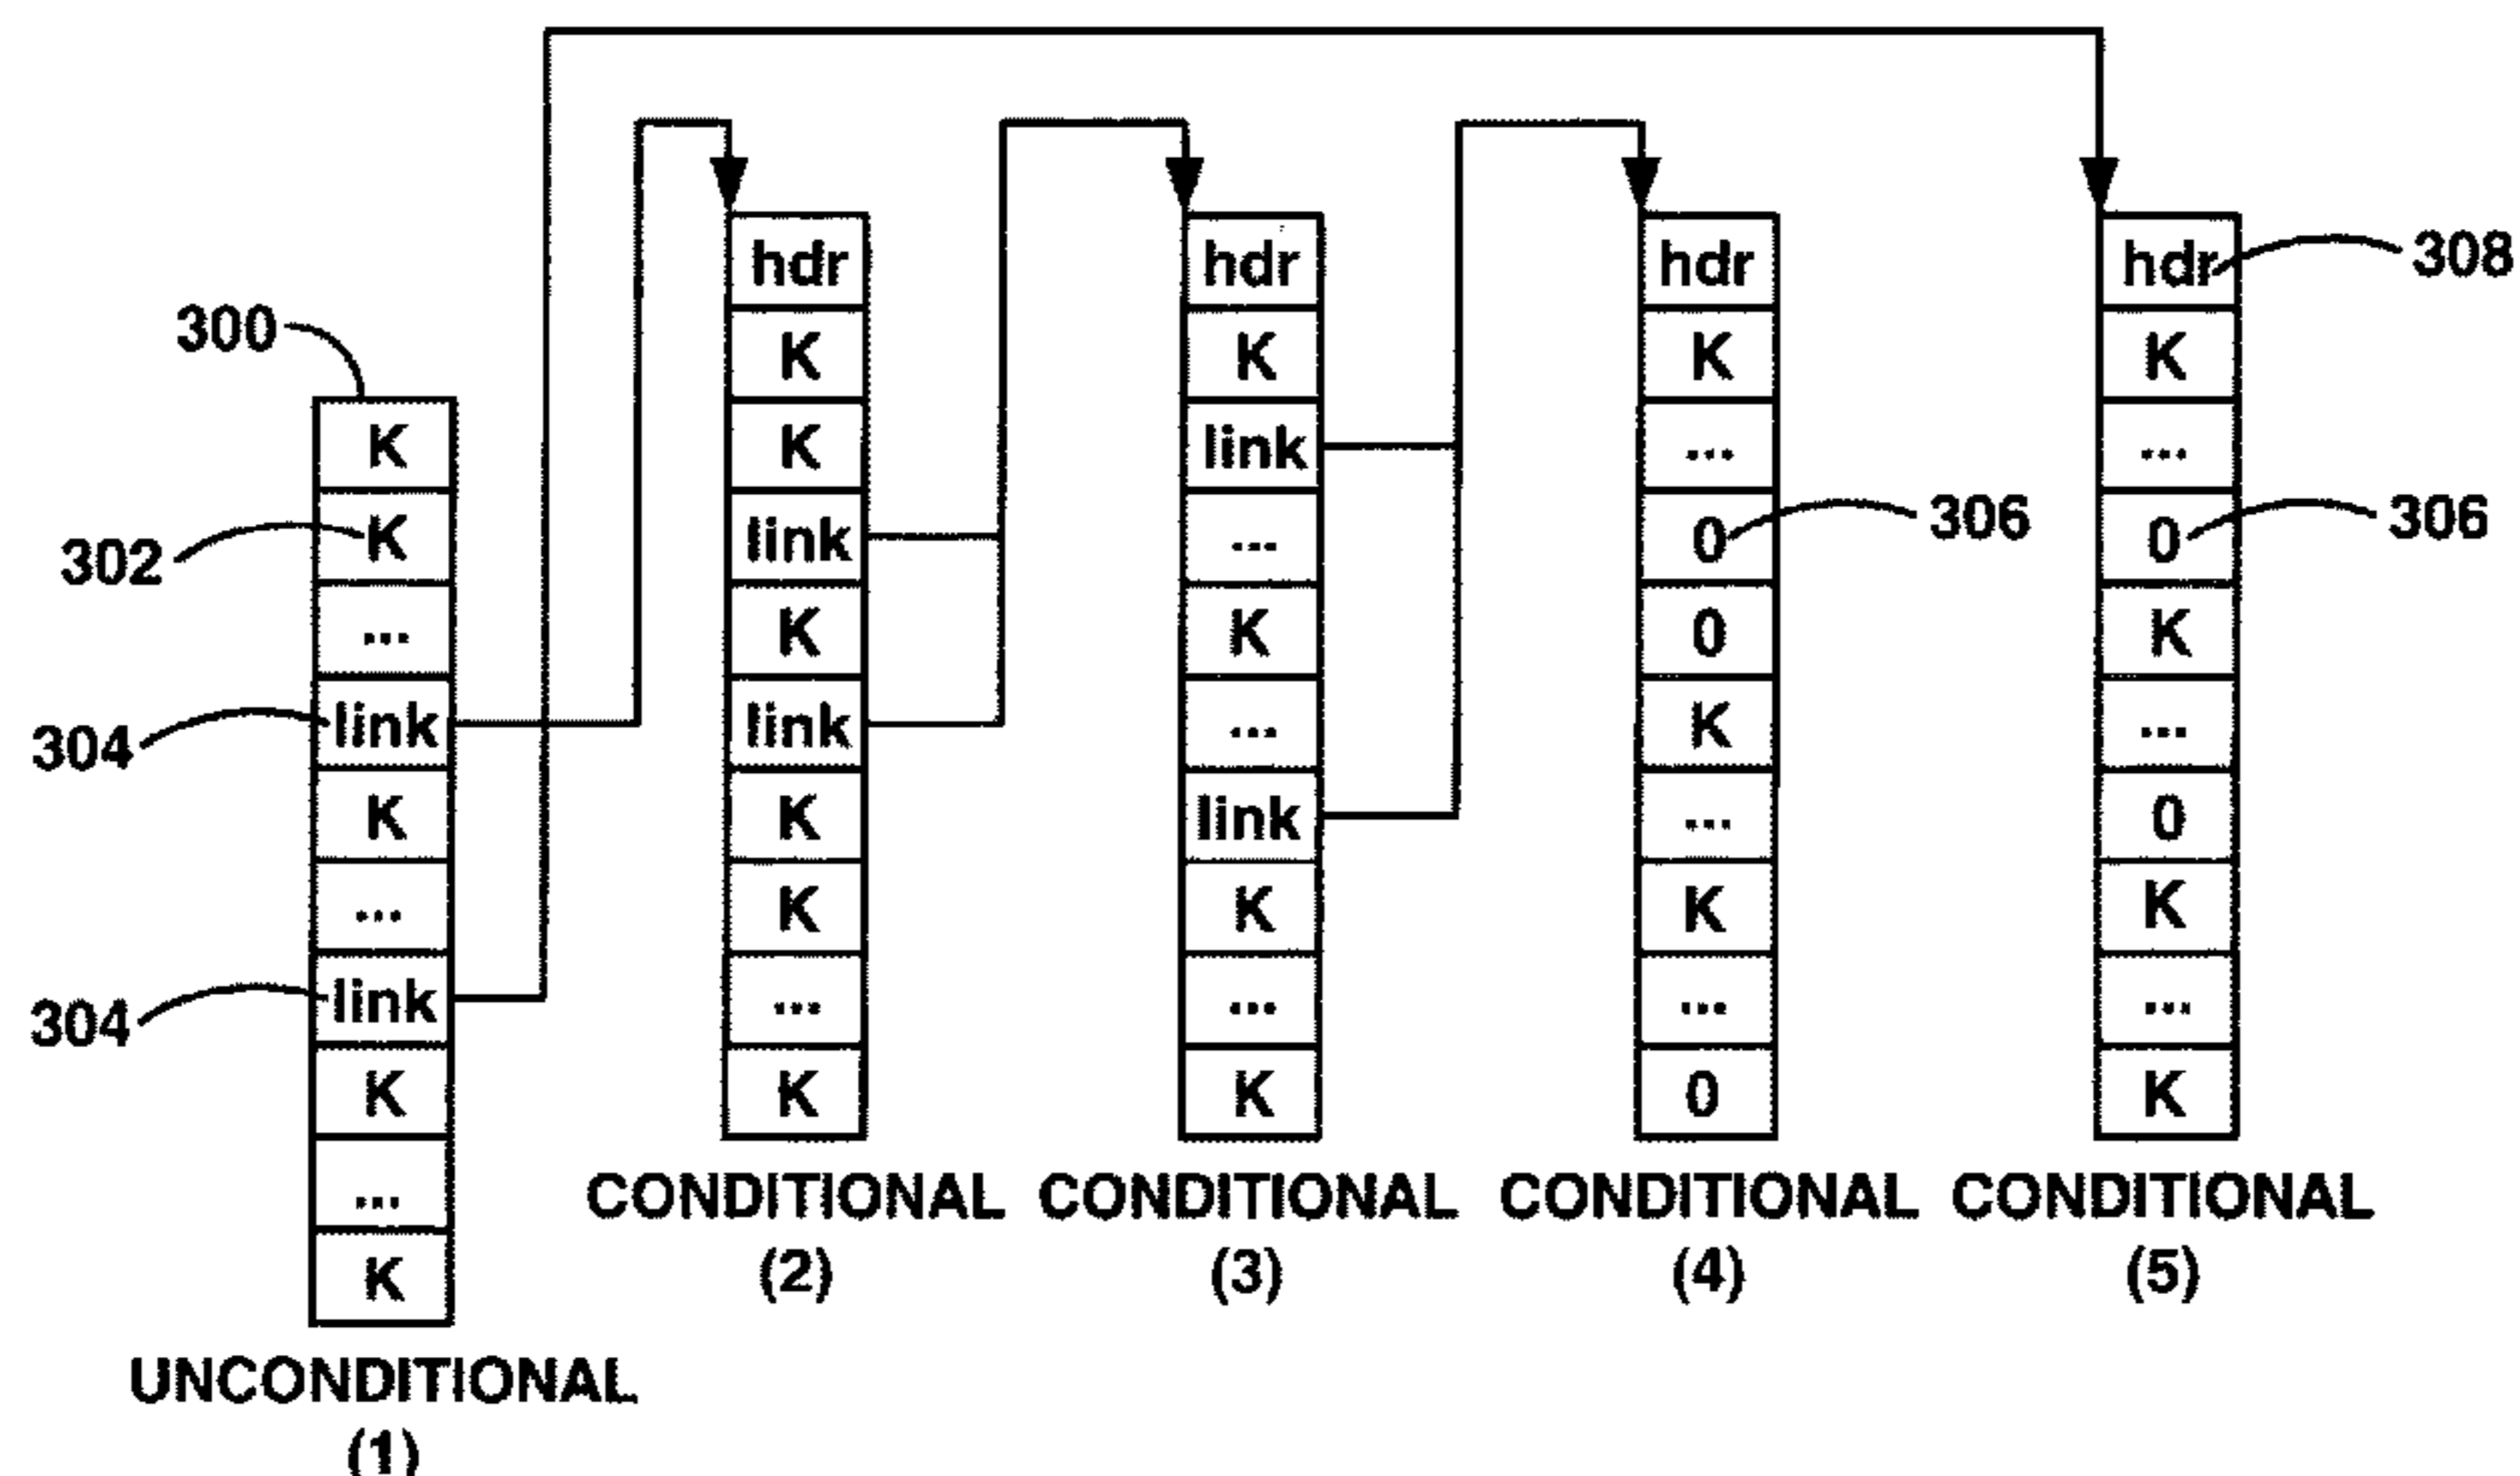 300
302
304
304
K
K
...
link
K
...
link
K
...
K
UNCONDITIONAL
(1)
hdr
K
K
link
K
link
K
K
...
K
CONDITIONAL
(2)
hdr
K
link
...
K
...
link
K
...
K
CONDITIONAL
(3)
hdr
K
...
0
0
K
...
K
...
0
306
CONDITIONAL
(4)
hdr
K
...
0
K
...
0
K
...
K
308
306
CONDITIONAL
(5)